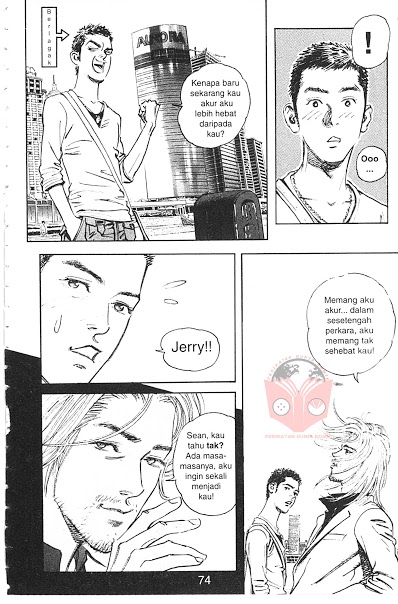 Berlagak
AURORA
Kenapa baru
sekarang kau
akur aku
lebih hebat
daripada
kau?
!
Ooo
...
Jerry!!
Memang aku
akur... dalam
sesetengah
perkara, aku
memang tak
sehebat kau!
Sean, kau
tahu tak?
Ada masa-
masanya, aku
ingin sekali
menjadi
kau!
74